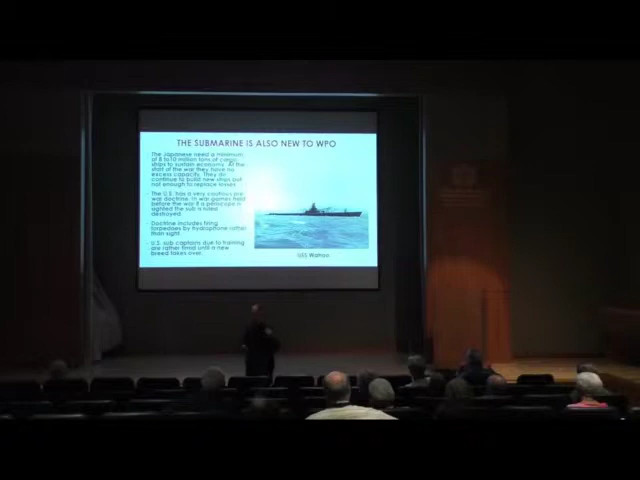 THE SUBMARINE IS ALSO NEW TO WPO
The Japanese need a minimum
of 8 to 10 million tons of cargo
ships to sustain economy. At the
start of the war they have no
excess capacity. They do
continue to build new ships but
not enough to replace losses
The U.S. has a very cautious pre
war doctrine. In war games held
before the war if a periscope is
sighted the sub is ruled
destroyed.
Doctrine includes firing
torpedoes by hydrophone rather
than sight
U.S. sub captains due to training
are rather timid until a new
breed takes over.
USS Wahoo